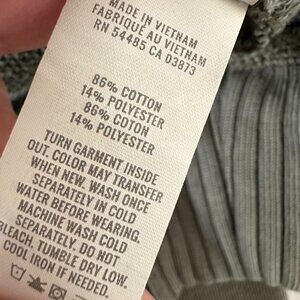 MADE IN VIETNAM
FABRIQUÉ AU VIETNAM
RN 54485 CA D3873
86% COTTON
14% POLYESTER
86% COTON
14% POLYESTER
TURN GARMENT INSIDE
OUT. COLOR MAY TRANSFER
WHEN NEW. WASH ONCE
SEPARATELY IN COLD
WATER BEFORE WEARING.
MACHINE WASH COLD
SEPARATELY. DO NOT
BLEACH. TUMBLE DRY LOW.
COOL IRON IF NEEDED.